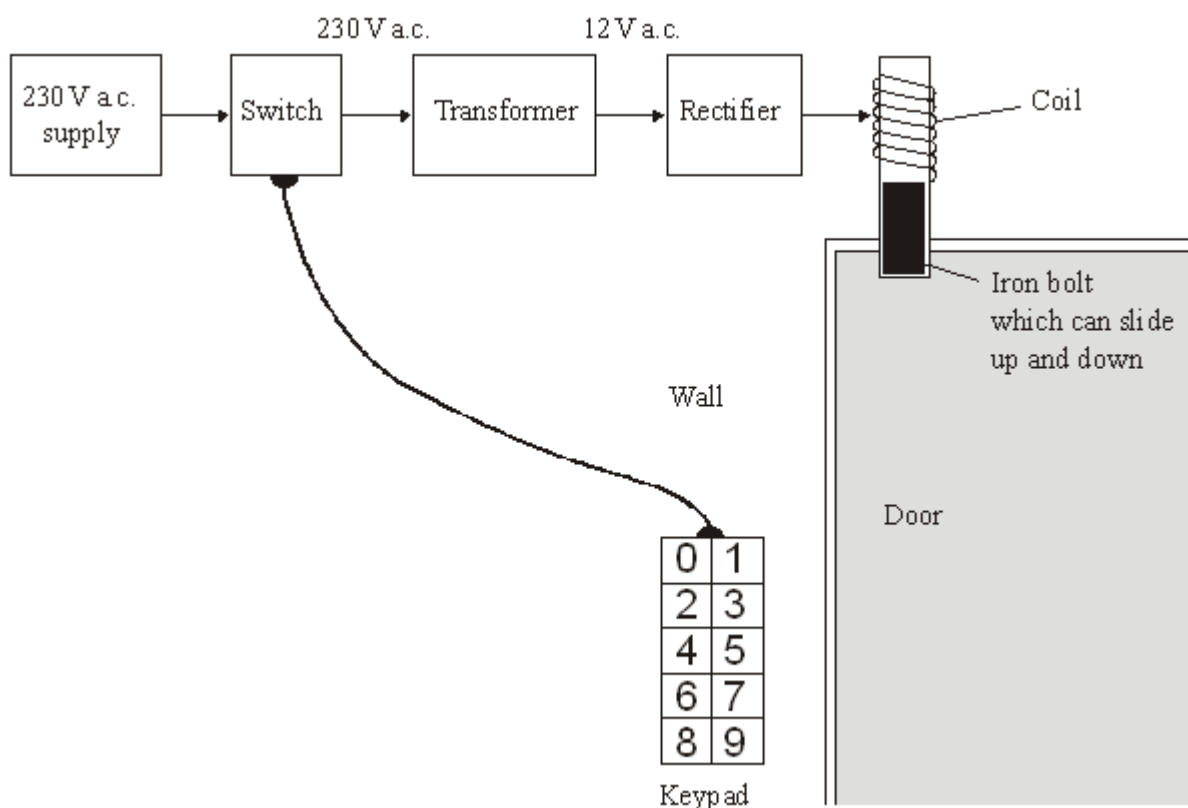 230 V a.c.
12 V a.c.
230 V a.c.
supply
Switch
Transformer
Rectifier
Coil
Iron bolt
which can slide
up and down
Wall
Door
0 1
2 3
4 5
6 7
8 9
Keypad